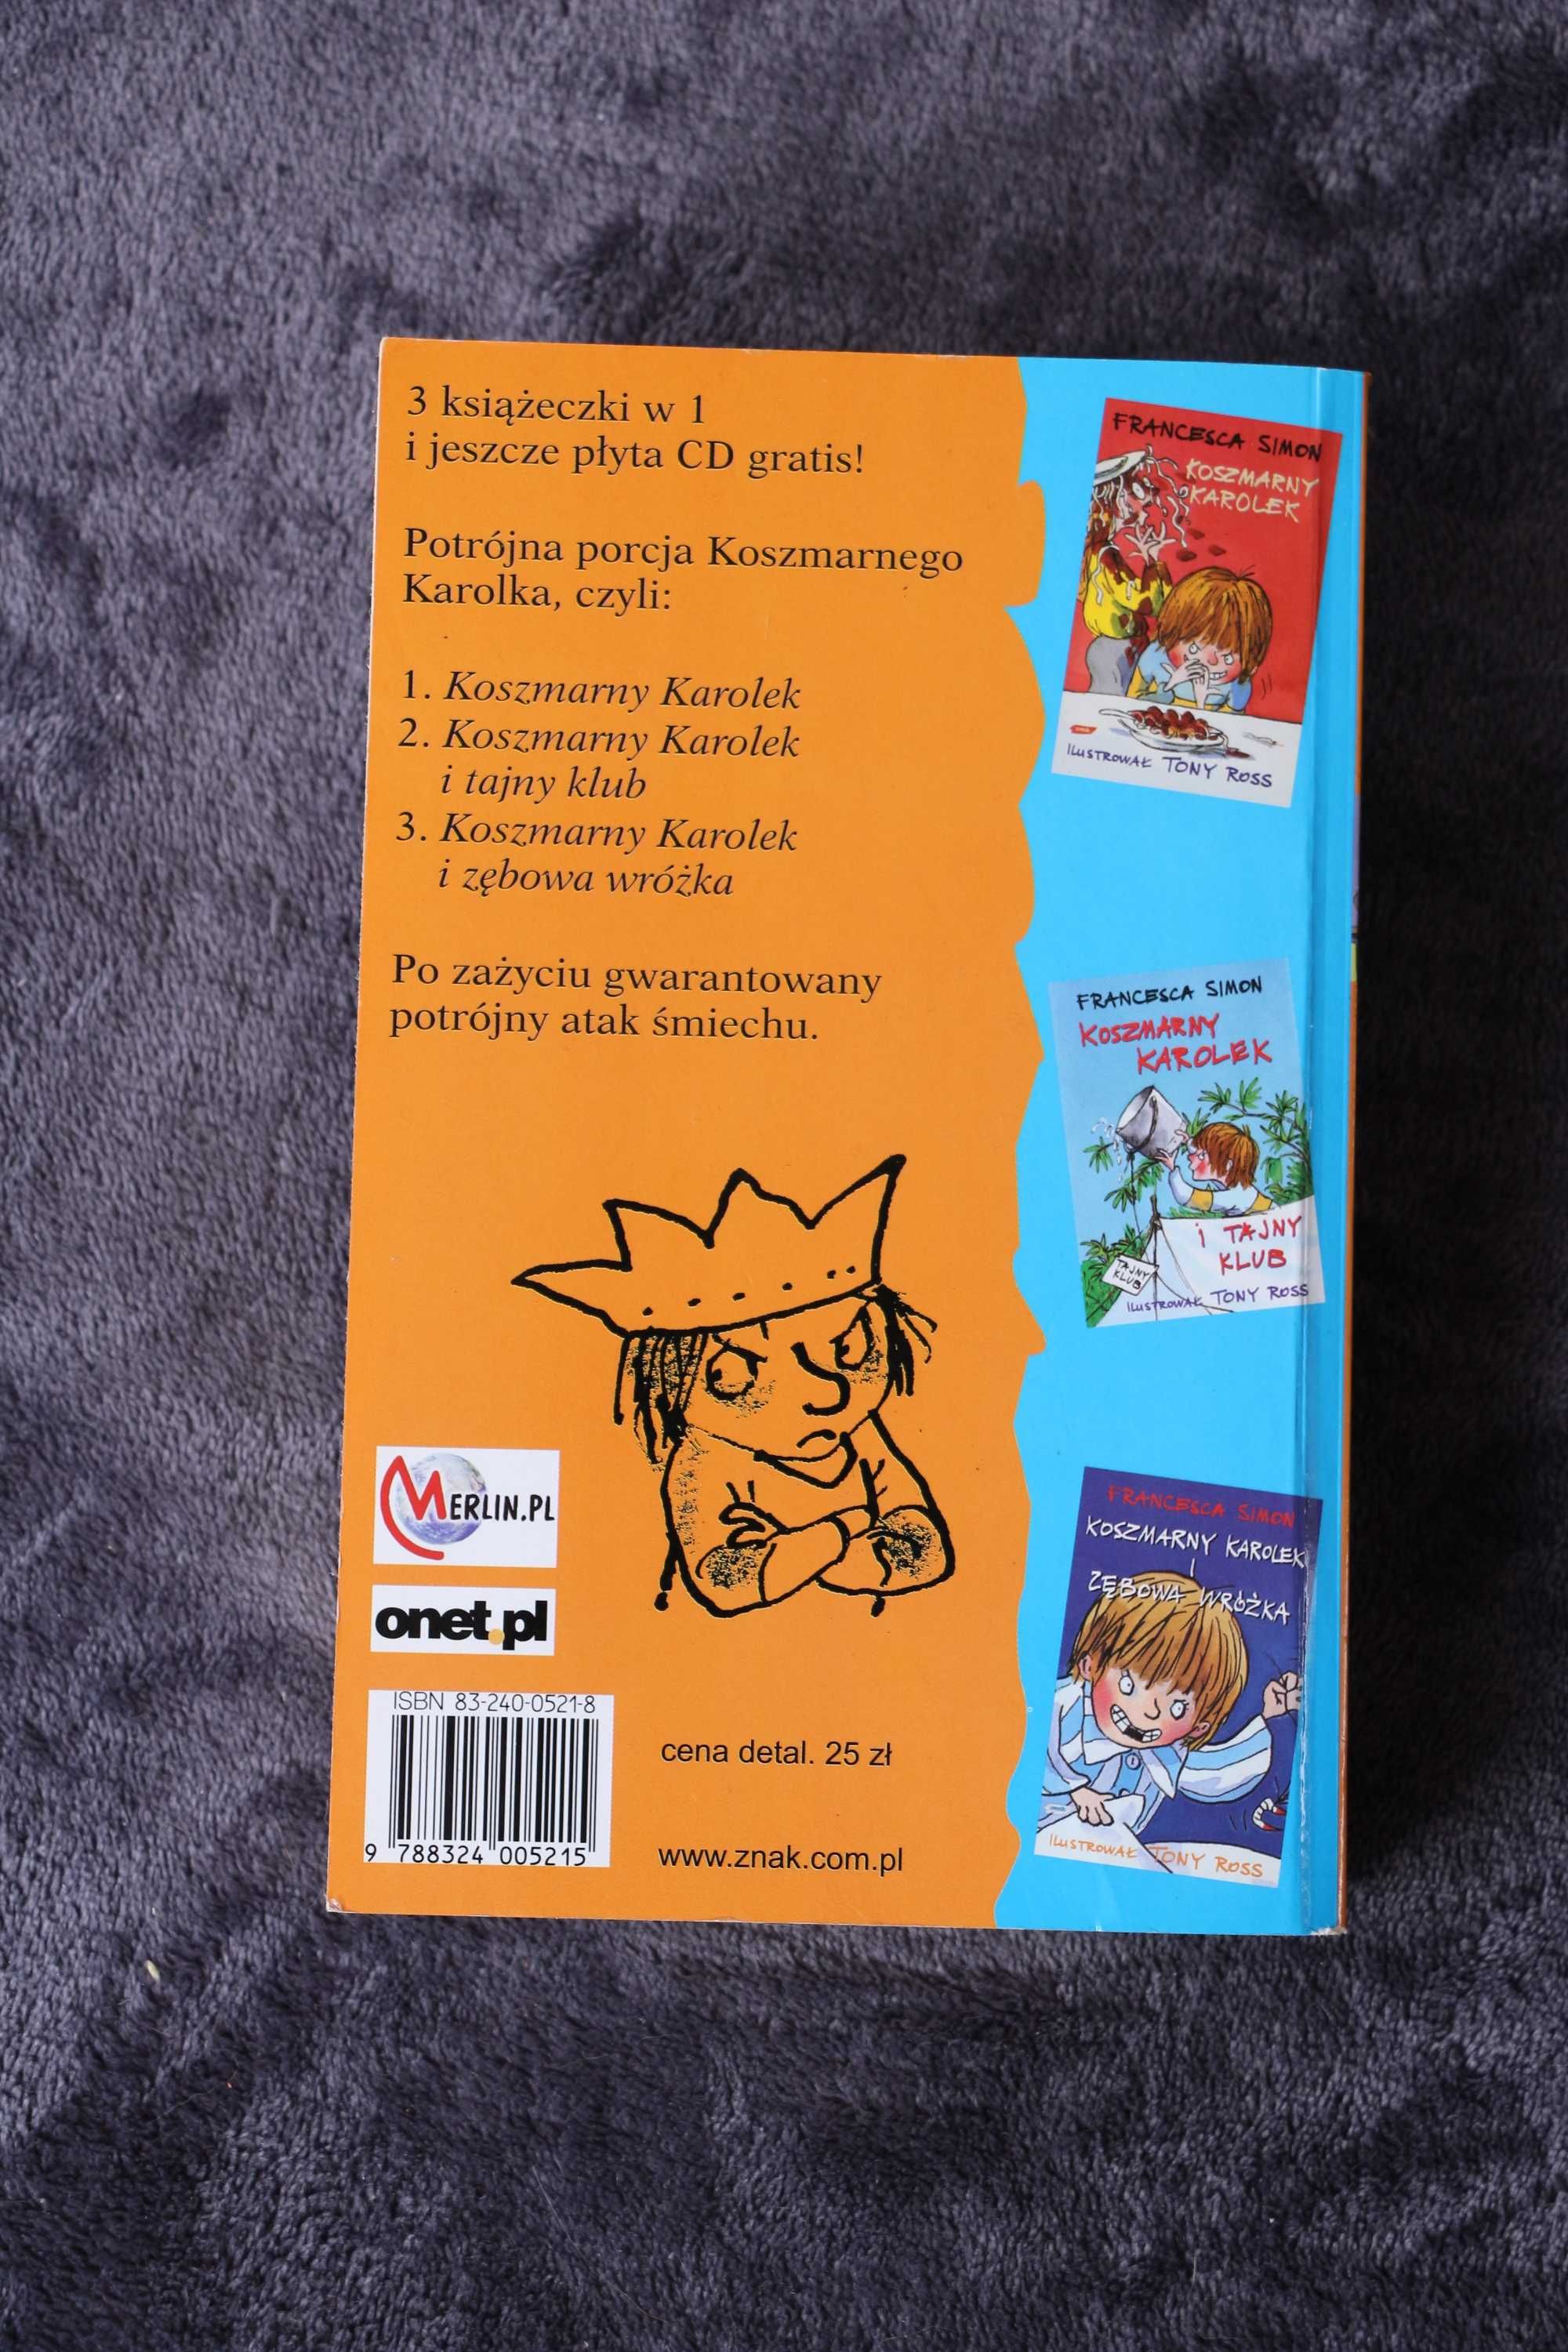 3 książeczki w 1
i jeszcze płyta CD gratis!
Potrójna porcja Koszmarnego
Karolka, czyli:
1. Koszmarny Karolek
2. Koszmarny Karolek
i tajny klub
3. Koszmarny Karolek
i zębowa wróżka
Po zażyciu gwarantowany
potrójny atak śmiechu.
MERLIN.PL
onet.pl
ISBN 83-240-0521-8
9 788324 005215
cena detal. 25 zł
www.znak.com.pl
FRANCESCA SIMON
KOSZMARNY
KAROLEK
ILUSTROWAŁ TONY ROSS
FRANCESCA SIMON
KOSZMARNY
KAROLEK
i TAJNY
KLUB
TAJNY
KLUB
ILUSTROWAŁ TONY ROSS
FRANCESCA SIMON
KOSZMARNY KAROLEK
I
ZĘBOWA WRÓŻKA
ILUSTROWAŁ TONY ROSS